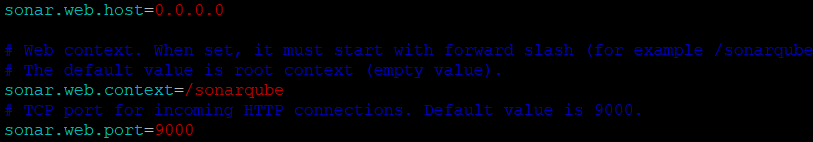 sonar.web.host=0.0.0.0
# Web context. When set, it must start with forward slash (for example /sonarqube
# The default value is root context (empty value).
sonar.web.context=/sonarqube
# TCP port for incoming HTTP connections. Default value is 9000.
sonar.web.port=9000